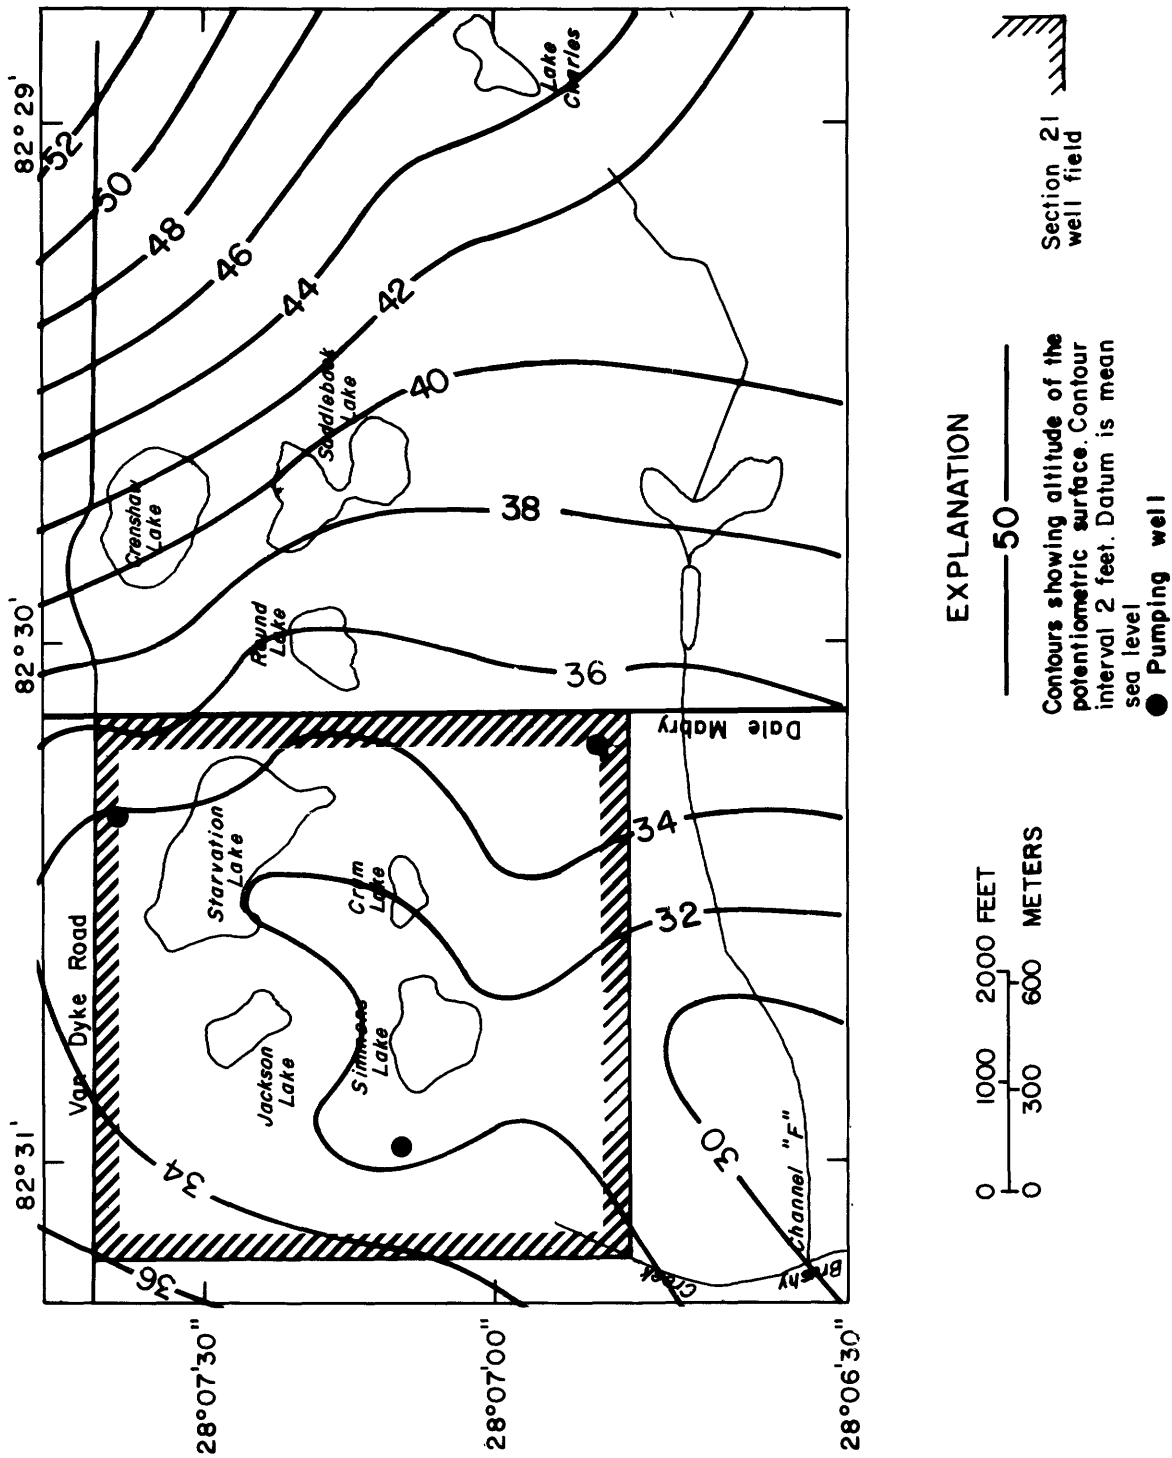 82°31'
82°30'
82°29'
Van Dyke Road
36
34
52
50
48
46
44
42
40
38
36
34
32
30
Crenshaw
Lake
Saddleback
Lake
Round
Lake
Lake
Charles
Starvation
Lake
Crum
Lake
Jackson
Lake
Simmons
Lake
Dale Mabry
Channel "F"
Brushy
Creek
28°07'30"
28°07'00"
28°06'30"
EXPLANATION
50
Contours showing altitude of the
potentiometric surface. Contour
interval 2 feet. Datum is mean
sea level
Pumping well
Section 21
well field
0 1000 2000 FEET
0 300 600 METERS